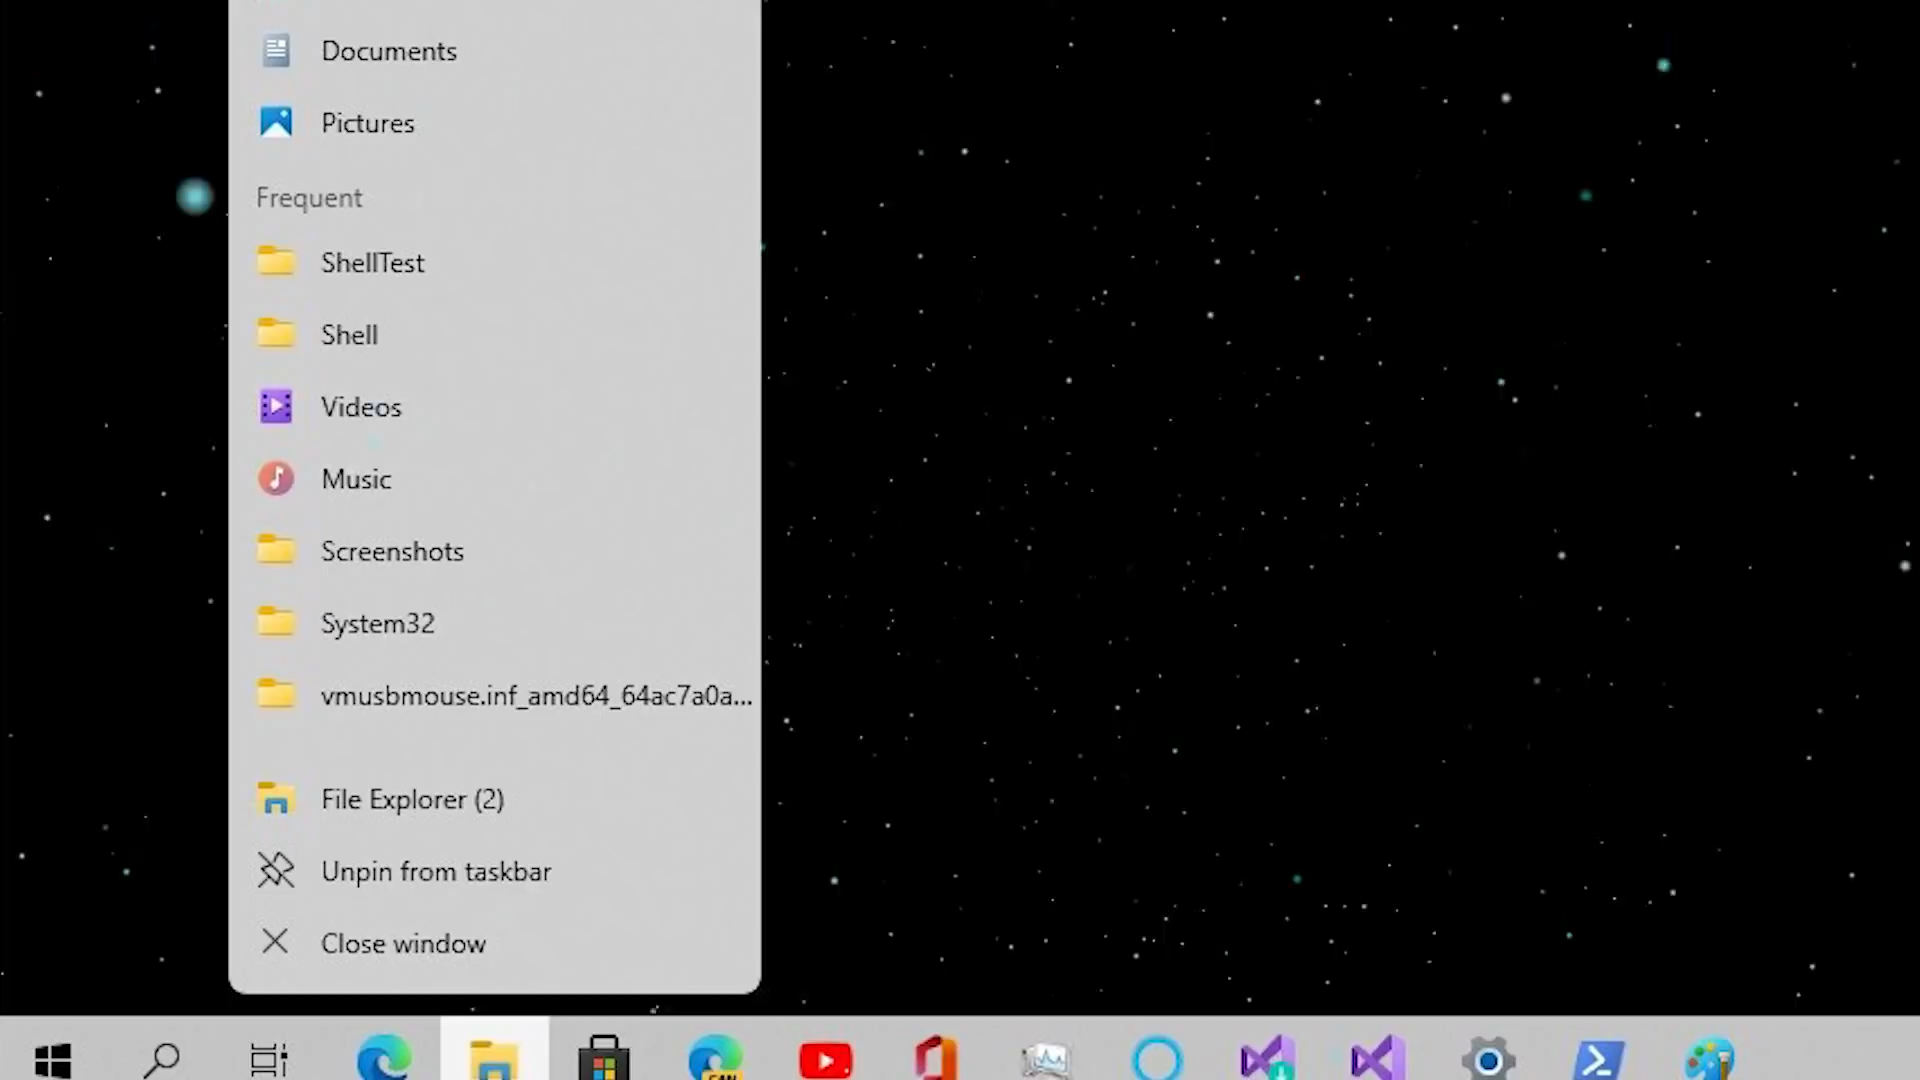 Documents
Pictures
Frequent
ShellTest
Shell
Videos
Music
Screenshots
System32
vmusbmouse.inf_amd64_64ac7a0a...
File Explorer (2)
Unpin from taskbar
Close window
CAN